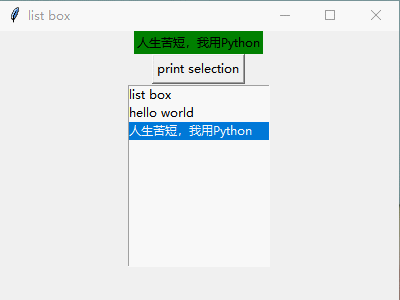 list box
人生苦短，我用Python
print selection
list box
hello world
人生苦短，我用Python